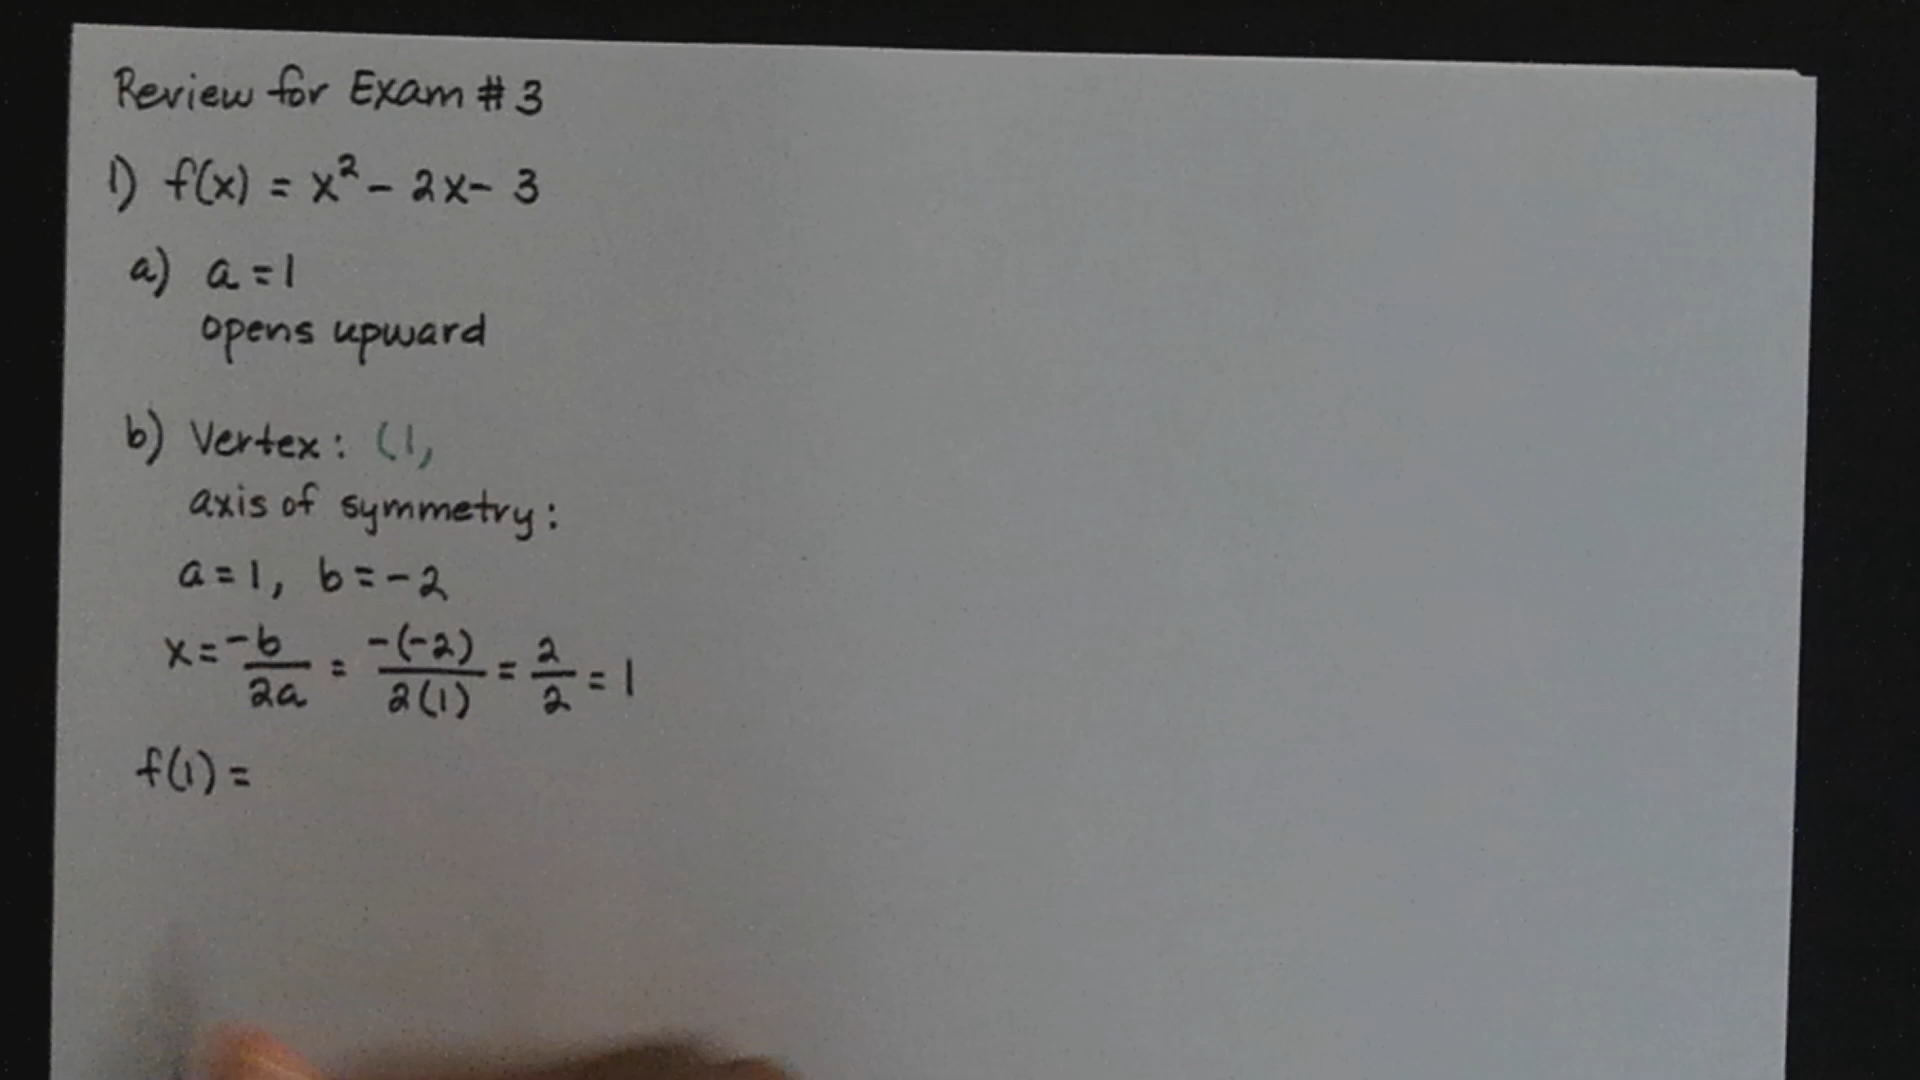 Review for Exam #3
1) f(x) = x² - 2x - 3
a) a = 1
opens upward
b) Vertex: (1,
axis of symmetry:
a = 1, b = -2
x = -b/2a = -(-2)/2(1) = 2/2 = 1
f(1) =